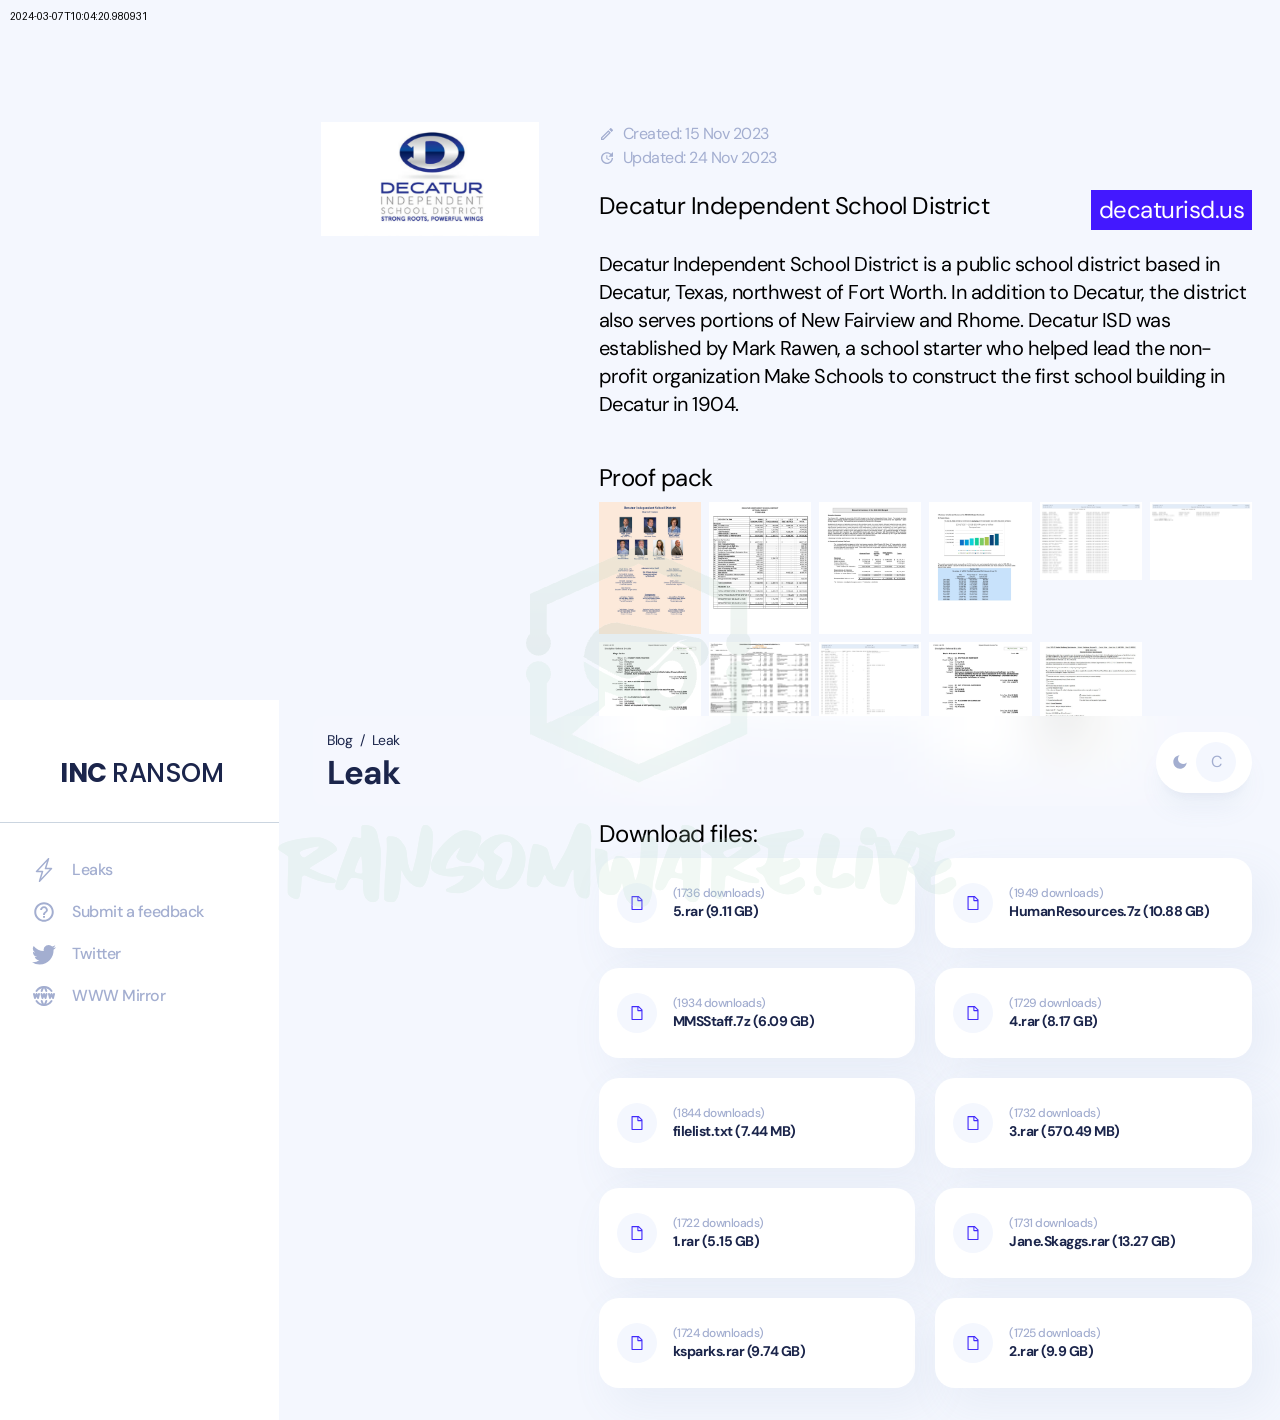 2024-03-07T10:04:20.980931
DECATUR
INDEPENDENT
SCHOOL DISTRICT
STRONG ROOTS, POWERFUL WINGS
Created: 15 Nov 2023
Updated: 24 Nov 2023
Decatur Independent School District
decaturisd.us
Decatur Independent School District is a public school district based in
Decatur, Texas, northwest of Fort Worth. In addition to Decatur, the district
also serves portions of New Fairview and Rhome. Decatur ISD was
established by Mark Rawen, a school starter who helped lead the non-
profit organization Make Schools to construct the first school building in
Decatur in 1904.
Proof pack
Blog / Leak
Leak
C
INC RANSOM
Leaks
Submit a feedback
Twitter
WWW Mirror
RANSOMWARE.LIVE
Download files:
(1736 downloads)
5.rar (9.11 GB)
(1949 downloads)
HumanResources.7z (10.88 GB)
(1934 downloads)
MMSStaff.7z (6.09 GB)
(1729 downloads)
4.rar (8.17 GB)
(1844 downloads)
filelist.txt (7.44 MB)
(1732 downloads)
3.rar (570.49 MB)
(1722 downloads)
1.rar (5.15 GB)
(1731 downloads)
Jane.Skaggs.rar (13.27 GB)
(1724 downloads)
ksparks.rar (9.74 GB)
(1725 downloads)
2.rar (9.9 GB)